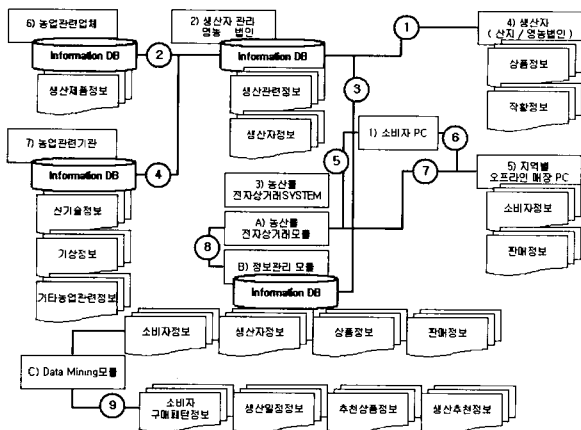 6) 농업관련업체
Information DB
생산제품정보
7) 농업관련기관
Information DB
신기술정보
기상정보
기타농업관련정보
2
4
2) 생산자 관리
영농 법인
Information DB
생산관련정보
생산자정보
1
3
4) 생산자
( 산지 / 영농법인)
상품정보
작황정보
1) 소비자 PC
5
6
7
5) 지역별
오프라인 매장 PC
소비자정보
판매정보
3) 농산물
전자상거래SYSTEM
A) 농산물
전자상거래모듈
8
B) 정보관리 모듈
Information DB
소비자정보
생산자정보
상품정보
판매정보
C) Data Mining모듈
9
소비자
구매패턴정보
생산일정정보
추천상품정보
생산추천정보